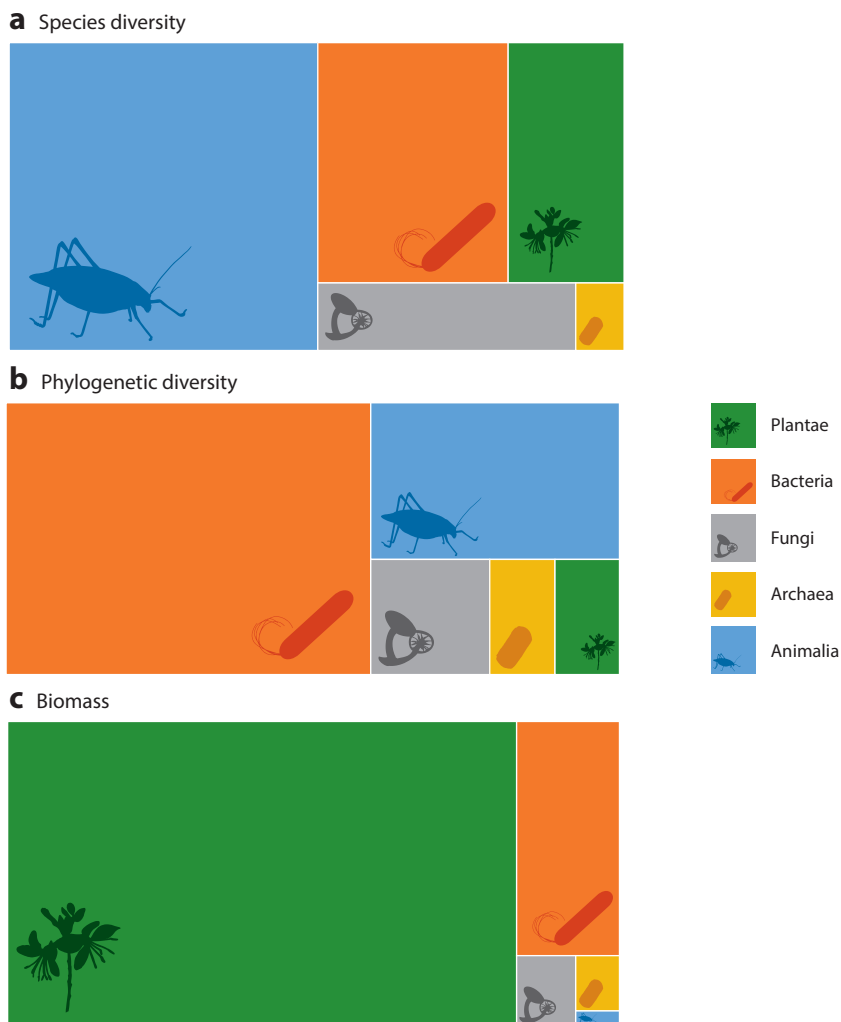 a Species diversity
b Phylogenetic diversity
Plantae
Bacteria
Fungi
Archaea
Animalia
c Biomass